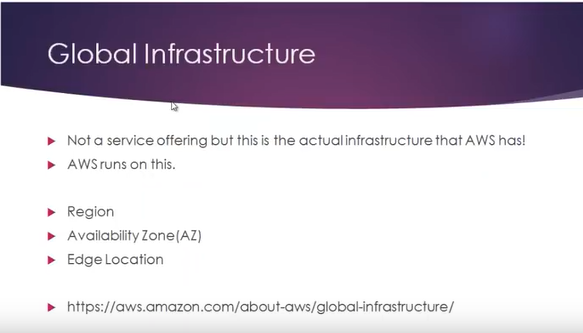 Global Infrastructure
Not a service offering but this is the actual infrastructure that AWS has!
AWS runs on this.
Region
Availability Zone(AZ)
Edge Location
https://aws.amazon.com/about-aws/global-infrastructure/